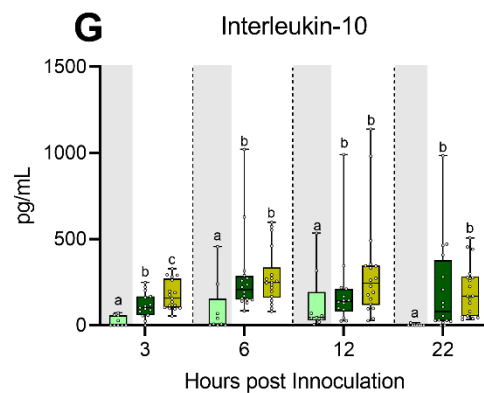 G Interleukin-10
1500
b
b
1000
b
pg/mL
a
a
b
b
b
500
b
c
a
a
0
3 6 12 22
Hours post Innoculation